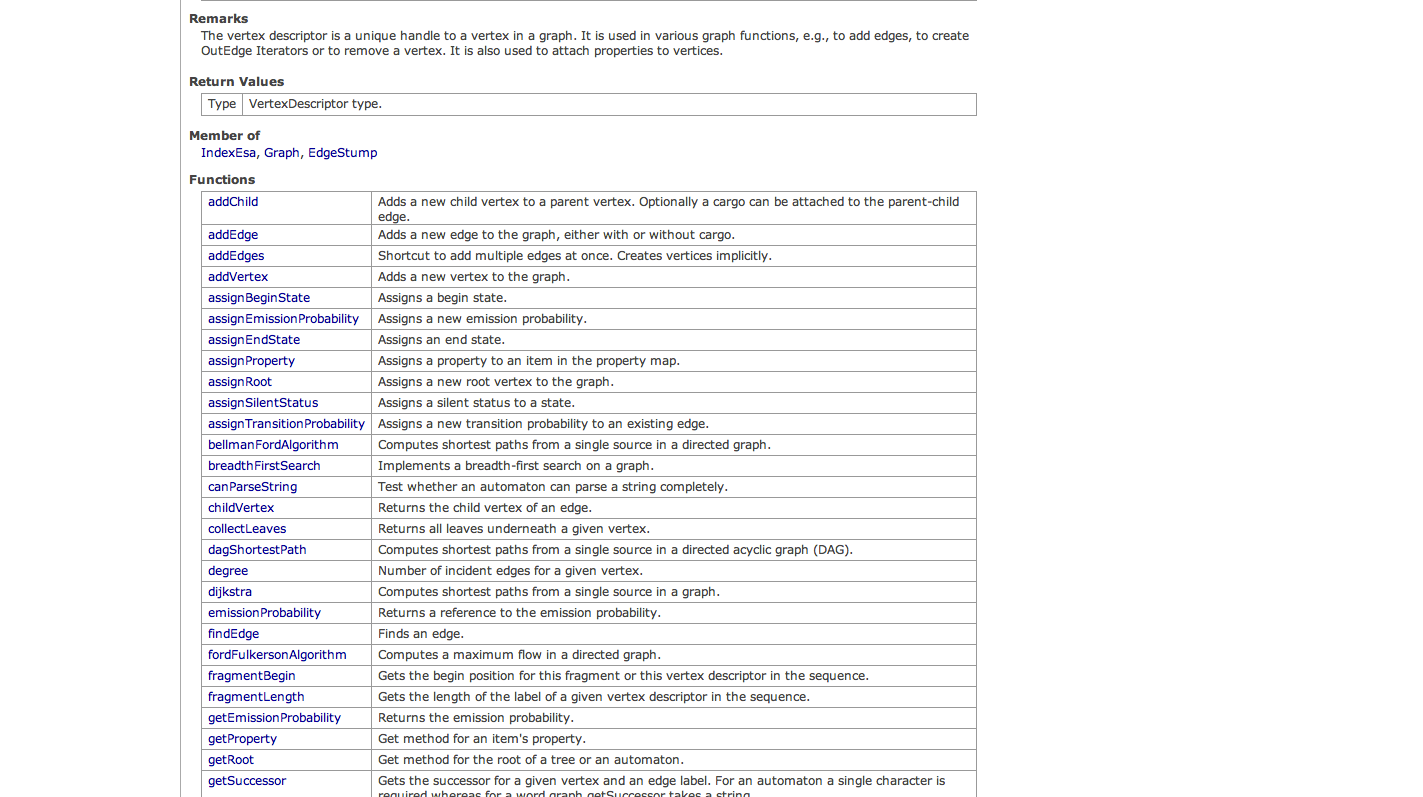 Remarks
The vertex descriptor is a unique handle to a vertex in a graph. It is used in various graph functions, e.g., to add edges, to create
OutEdge Iterators or to remove a vertex. It is also used to attach properties to vertices.
Return Values
Type VertexDescriptor type.
Member of
IndexEsa, Graph, EdgeStump
Functions
addChild Adds a new child vertex to a parent vertex. Optionally a cargo can be attached to the parent-child
edge.
addEdge Adds a new edge to the graph, either with or without cargo.
addEdges Shortcut to add multiple edges at once. Creates vertices implicitly.
addVertex Adds a new vertex to the graph.
assignBeginState Assigns a begin state.
assignEmissionProbability Assigns a new emission probability.
assignEndState Assigns an end state.
assignProperty Assigns a property to an item in the property map.
assignRoot Assigns a new root vertex to the graph.
assignSilentStatus Assigns a silent status to a state.
assignTransitionProbability Assigns a new transition probability to an existing edge.
bellmanFordAlgorithm Computes shortest paths from a single source in a directed graph.
breadthFirstSearch Implements a breadth-first search on a graph.
canParseString Test whether an automaton can parse a string completely.
childVertex Returns the child vertex of an edge.
collectLeaves Returns all leaves underneath a given vertex.
dagShortestPath Computes shortest paths from a single source in a directed acyclic graph (DAG).
degree Number of incident edges for a given vertex.
dijkstra Computes shortest paths from a single source in a graph.
emissionProbability Returns a reference to the emission probability.
findEdge Finds an edge.
fordFulkersonAlgorithm Computes a maximum flow in a directed graph.
fragmentBegin Gets the begin position for this fragment or this vertex descriptor in the sequence.
fragmentLength Gets the length of the label of a given vertex descriptor in the sequence.
getEmissionProbability Returns the emission probability.
getProperty Get method for an item's property.
getRoot Get method for the root of a tree or an automaton.
getSuccessor Gets the successor for a given vertex and an edge label. For an automaton a single character is
required whereas for a word graph getSuccessor takes a string.